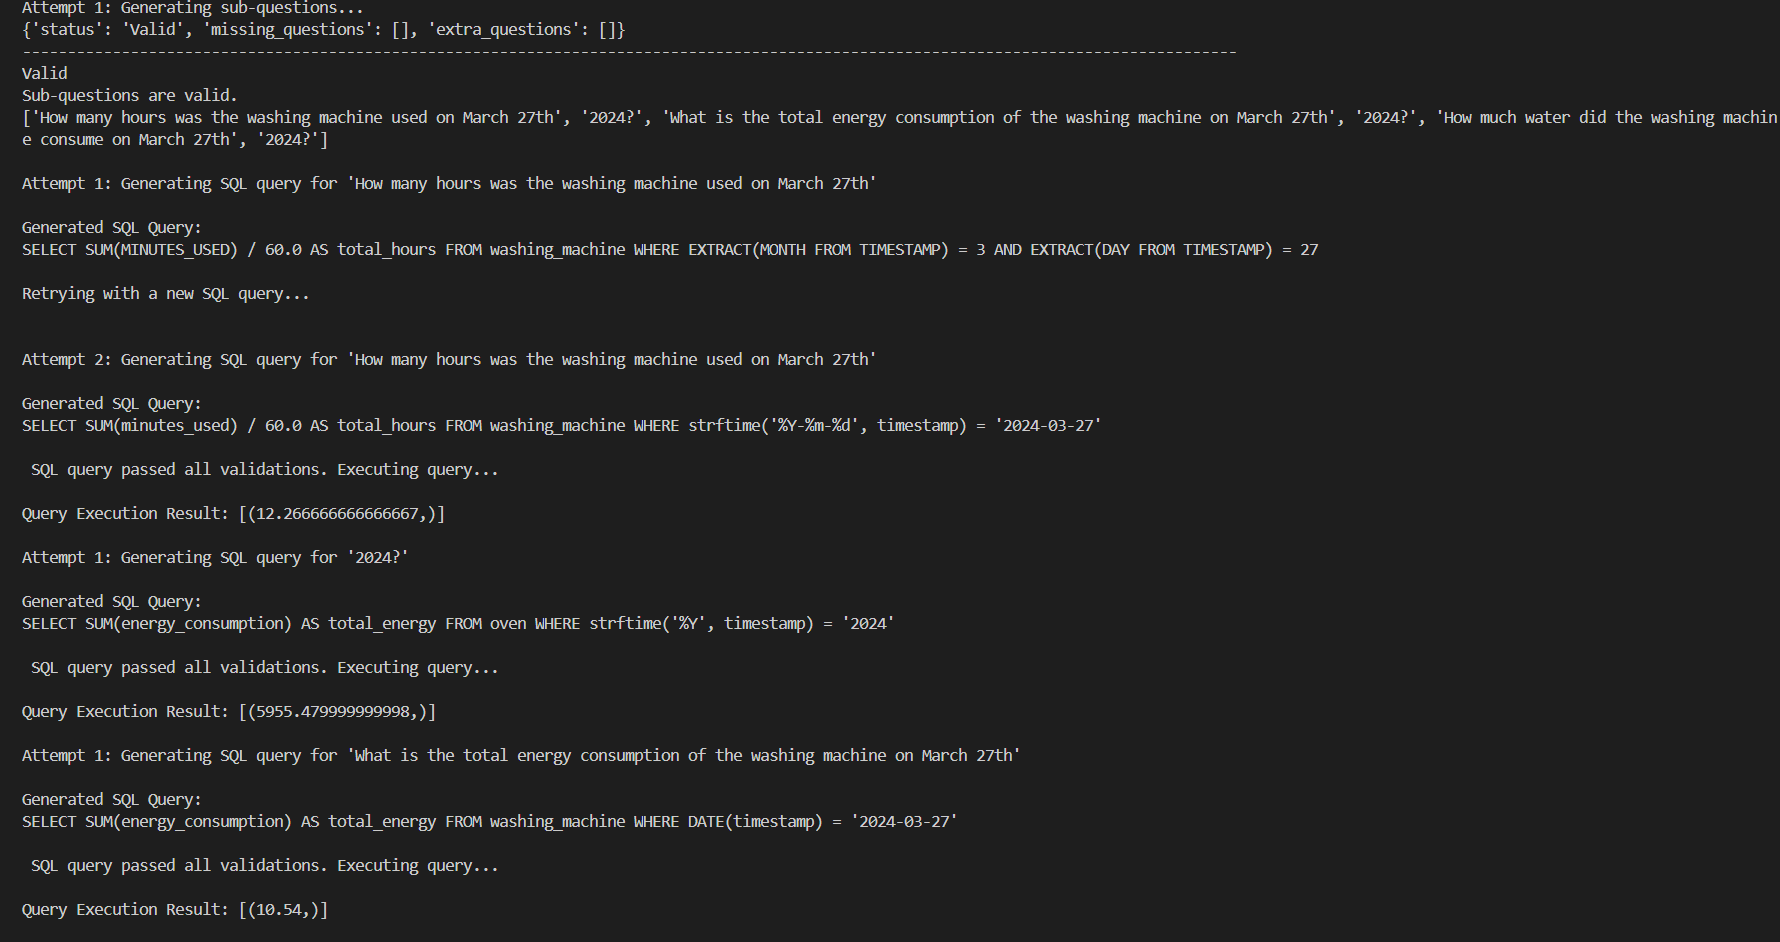 Attempt 1: Generating sub-questions...
{'status': 'Valid', 'missing_questions': [], 'extra_questions': []}
---------------------------------------------------------------------------------------------------------------------------------------
Valid
Sub-questions are valid.
['How many hours was the washing machine used on March 27th', '2024?', 'What is the total energy consumption of the washing machine on March 27th', '2024?', 'How much water did the washing machin
e consume on March 27th', '2024?']
Attempt 1: Generating SQL query for 'How many hours was the washing machine used on March 27th'
Generated SQL Query:
SELECT SUM(MINUTES_USED) / 60.0 AS total_hours FROM washing_machine WHERE EXTRACT(MONTH FROM TIMESTAMP) = 3 AND EXTRACT(DAY FROM TIMESTAMP) = 27
Retrying with a new SQL query...
Attempt 2: Generating SQL query for 'How many hours was the washing machine used on March 27th'
Generated SQL Query:
SELECT SUM(minutes_used) / 60.0 AS total_hours FROM washing_machine WHERE strftime('%Y-%m-%d', timestamp) = '2024-03-27'
SQL query passed all validations. Executing query...
Query Execution Result: [(12.266666666666667,)]
Attempt 1: Generating SQL query for '2024?'
Generated SQL Query:
SELECT SUM(energy_consumption) AS total_energy FROM oven WHERE strftime('%Y', timestamp) = '2024'
SQL query passed all validations. Executing query...
Query Execution Result: [(5955.479999999998,)]
Attempt 1: Generating SQL query for 'What is the total energy consumption of the washing machine on March 27th'
Generated SQL Query:
SELECT SUM(energy_consumption) AS total_energy FROM washing_machine WHERE DATE(timestamp) = '2024-03-27'
SQL query passed all validations. Executing query...
Query Execution Result: [(10.54,)]